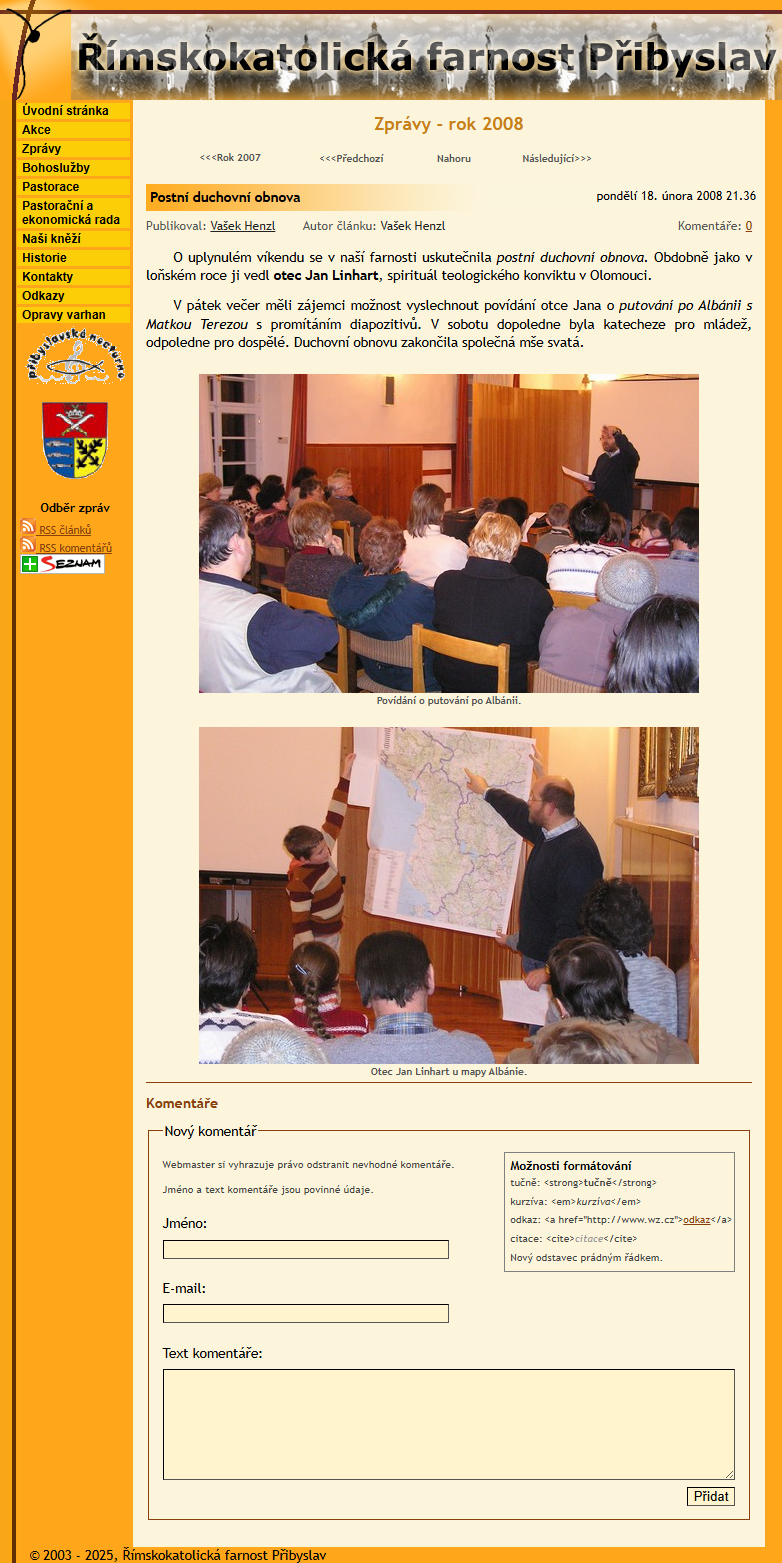 Římskokatolická farnost Přibyslav
Úvodní stránka
Akce
Zprávy
Bohoslužby
Pastorace
Pastorační a
ekonomická rada
Naši kněží
Historie
Kontakty
Odkazy
Opravy varhan
přibyslavská nocturna
Odběr zpráv
RSS článků
RSS komentářů
Seznam
Zprávy - rok 2008
<<<Rok 2007 <<<Předchozí Nahoru Následující>>>
Postní duchovní obnova pondělí 18. února 2008 21.36
Publikoval: Vašek Henzl Autor článku: Vašek Henzl Komentáře: 0
O uplynulém víkendu se v naší farnosti uskutečnila postní duchovní obnova. Obdobně jako v
loňském roce ji vedl otec Jan Linhart, spirituál teologického konviktu v Olomouci.
V pátek večer měli zájemci možnost vyslechnout povídání otce Jana o putování po Albánii s
Matkou Terezou s promítáním diapozitivů. V sobotu dopoledne byla katecheze pro mládež,
odpoledne pro dospělé. Duchovní obnovu zakončila společná mše svatá.
Povídání o putování po Albánii.
Otec Jan Linhart u mapy Albánie.
Komentáře
Nový komentář
Webmaster si vyhrazuje právo odstranit nevhodné komentáře.
Jméno a text komentáře jsou povinné údaje.
Možnosti formátování
tučně: <strong>tučně</strong>
kurzíva: <em>kurzíva</em>
odkaz: <a href="http://www.wz.cz">odkaz</a>
citace: <cite>citace</cite>
Nový odstavec prádným řádkem.
Jméno:
E-mail:
Text komentáře:
Přidat
© 2003 - 2025, Římskokatolická farnost Přibyslav